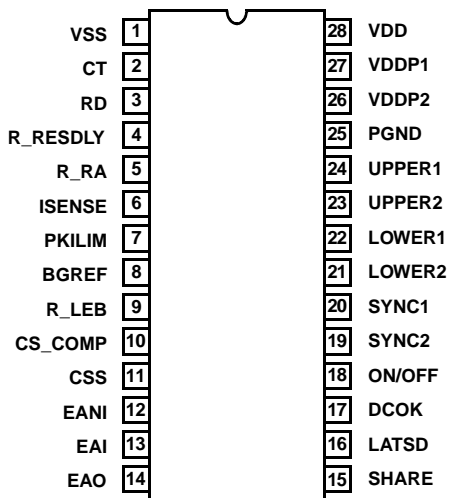 VSS 1 28 VDD
CT 2 27 VDDP1
RD 3 26 VDDP2
R_RESDLY 4 25 PGND
R_RA 5 24 UPPER1
ISENSE 6 23 UPPER2
PKILIM 7 22 LOWER1
BGREF 8 21 LOWER2
R_LEB 9 20 SYNC1
CS_COMP 10 19 SYNC2
CSS 11 18 ON/OFF
EANI 12 17 DCOK
EAI 13 16 LATSD
EAO 14 15 SHARE